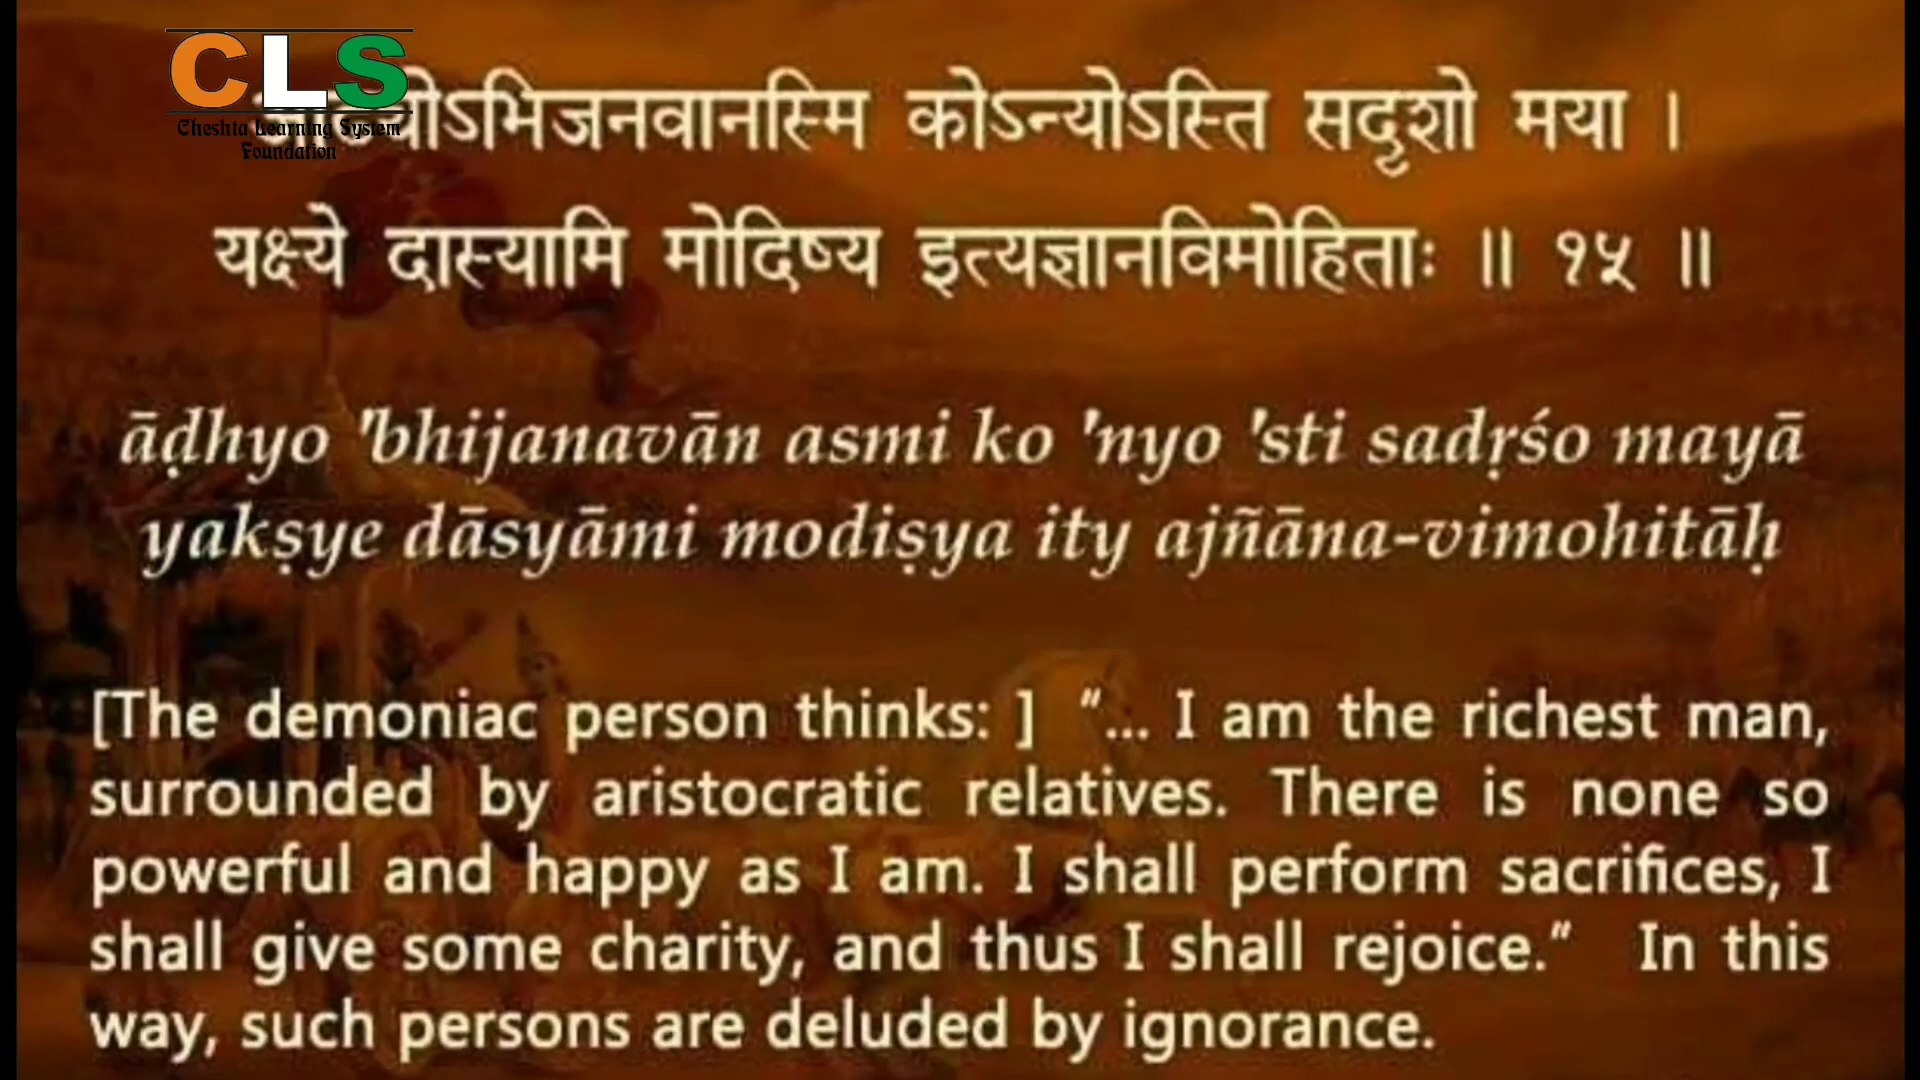 CLS
Cheshta Learning System
Foundation
कोऽन्योऽस्ति सदृशो मया ।
यक्ष्ये दास्यामि मोदिष्य इत्यज्ञानविमोहिताः ॥ १५ ॥
āḍhyo 'bhijanavān asmi ko 'nyo 'sti sadṛśo mayā
yakṣye dāsyāmi modiṣya ity ajñāna-vimohitāḥ
[The demoniac person thinks: ] “... I am the richest man,
surrounded by aristocratic relatives. There is none so
powerful and happy as I am. I shall perform sacrifices, I
shall give some charity, and thus I shall rejoice.” In this
way, such persons are deluded by ignorance.